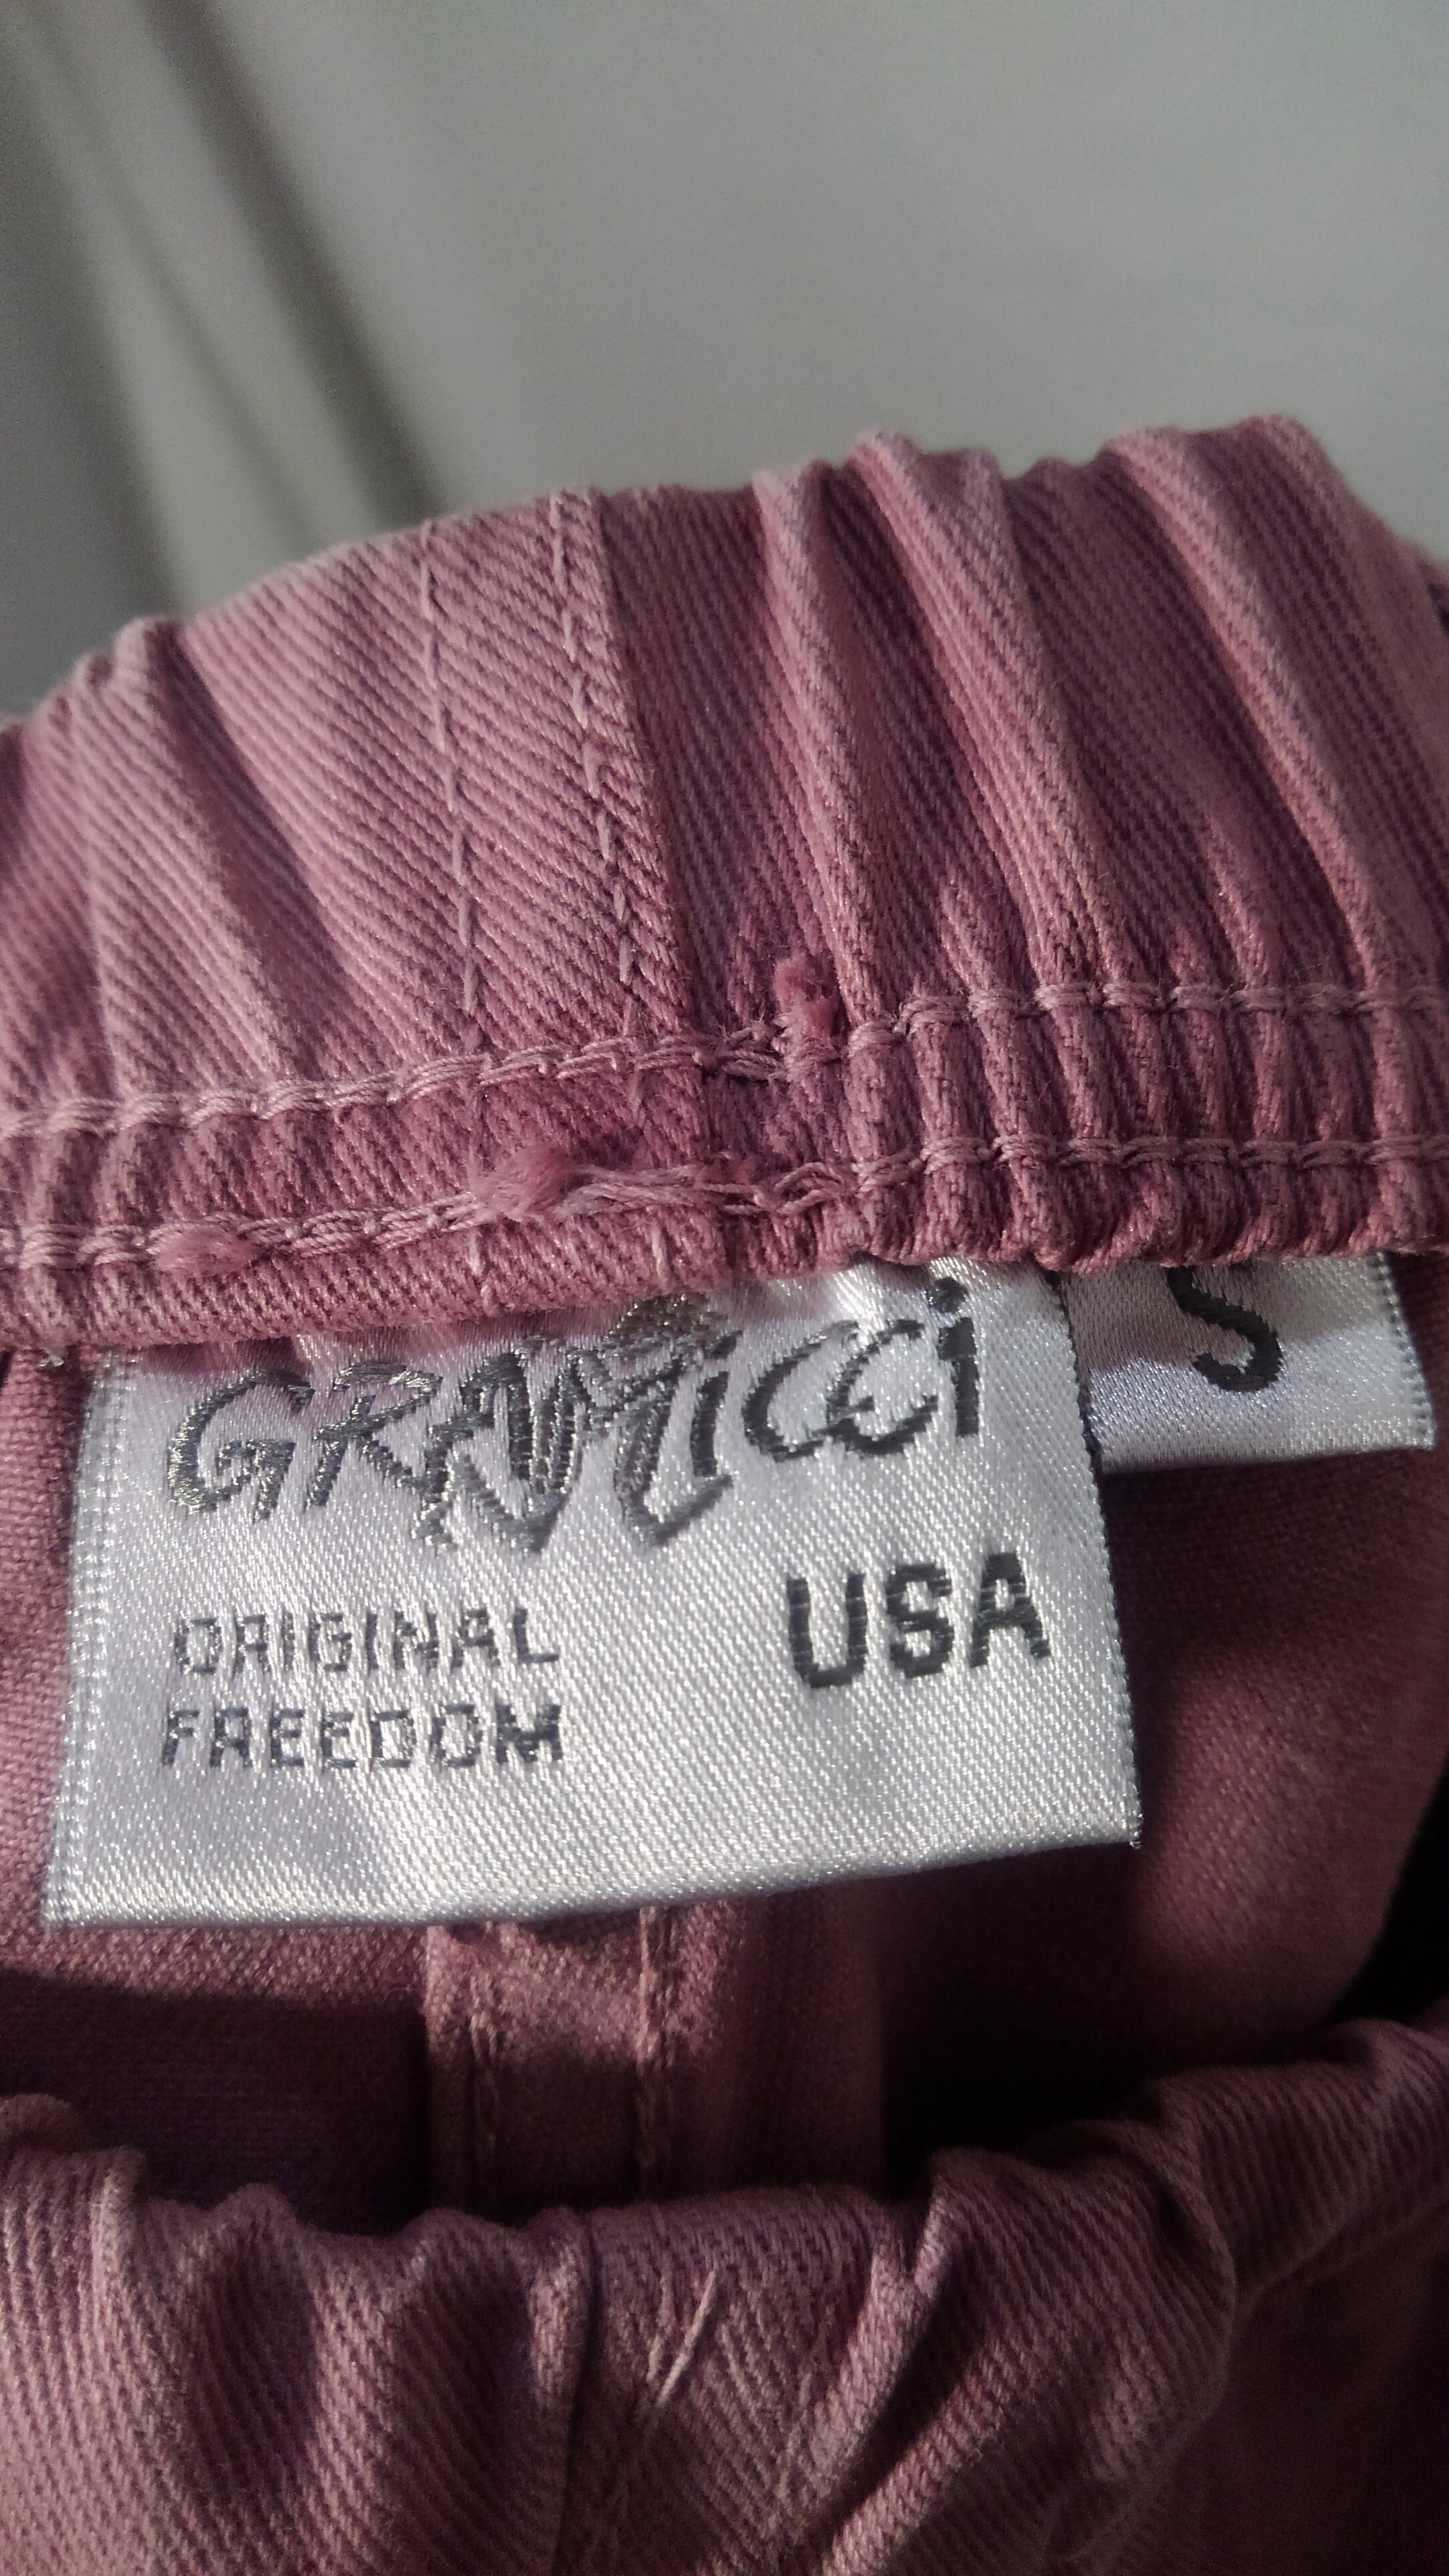 GRAMicci
S
USA
ORIGINAL
FREEDOM